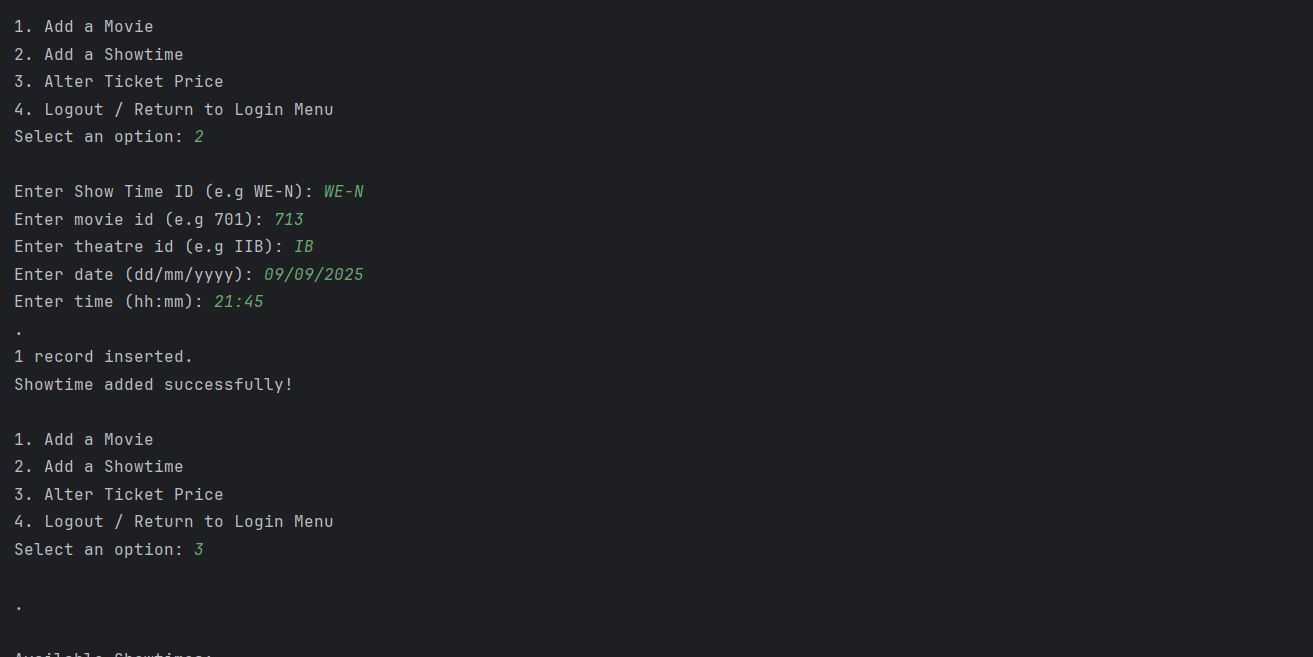 1. Add a Movie
2. Add a Showtime
3. Alter Ticket Price
4. Logout / Return to Login Menu
Select an option: 2
Enter Show Time ID (e.g WE-N): WE-N
Enter movie id (e.g 701): 713
Enter theatre id (e.g IIB): IB
Enter date (dd/mm/yyyy): 09/09/2025
Enter time (hh:mm): 21:45
.
1 record inserted.
Showtime added successfully!
1. Add a Movie
2. Add a Showtime
3. Alter Ticket Price
4. Logout / Return to Login Menu
Select an option: 3
.
Available Showtimes: